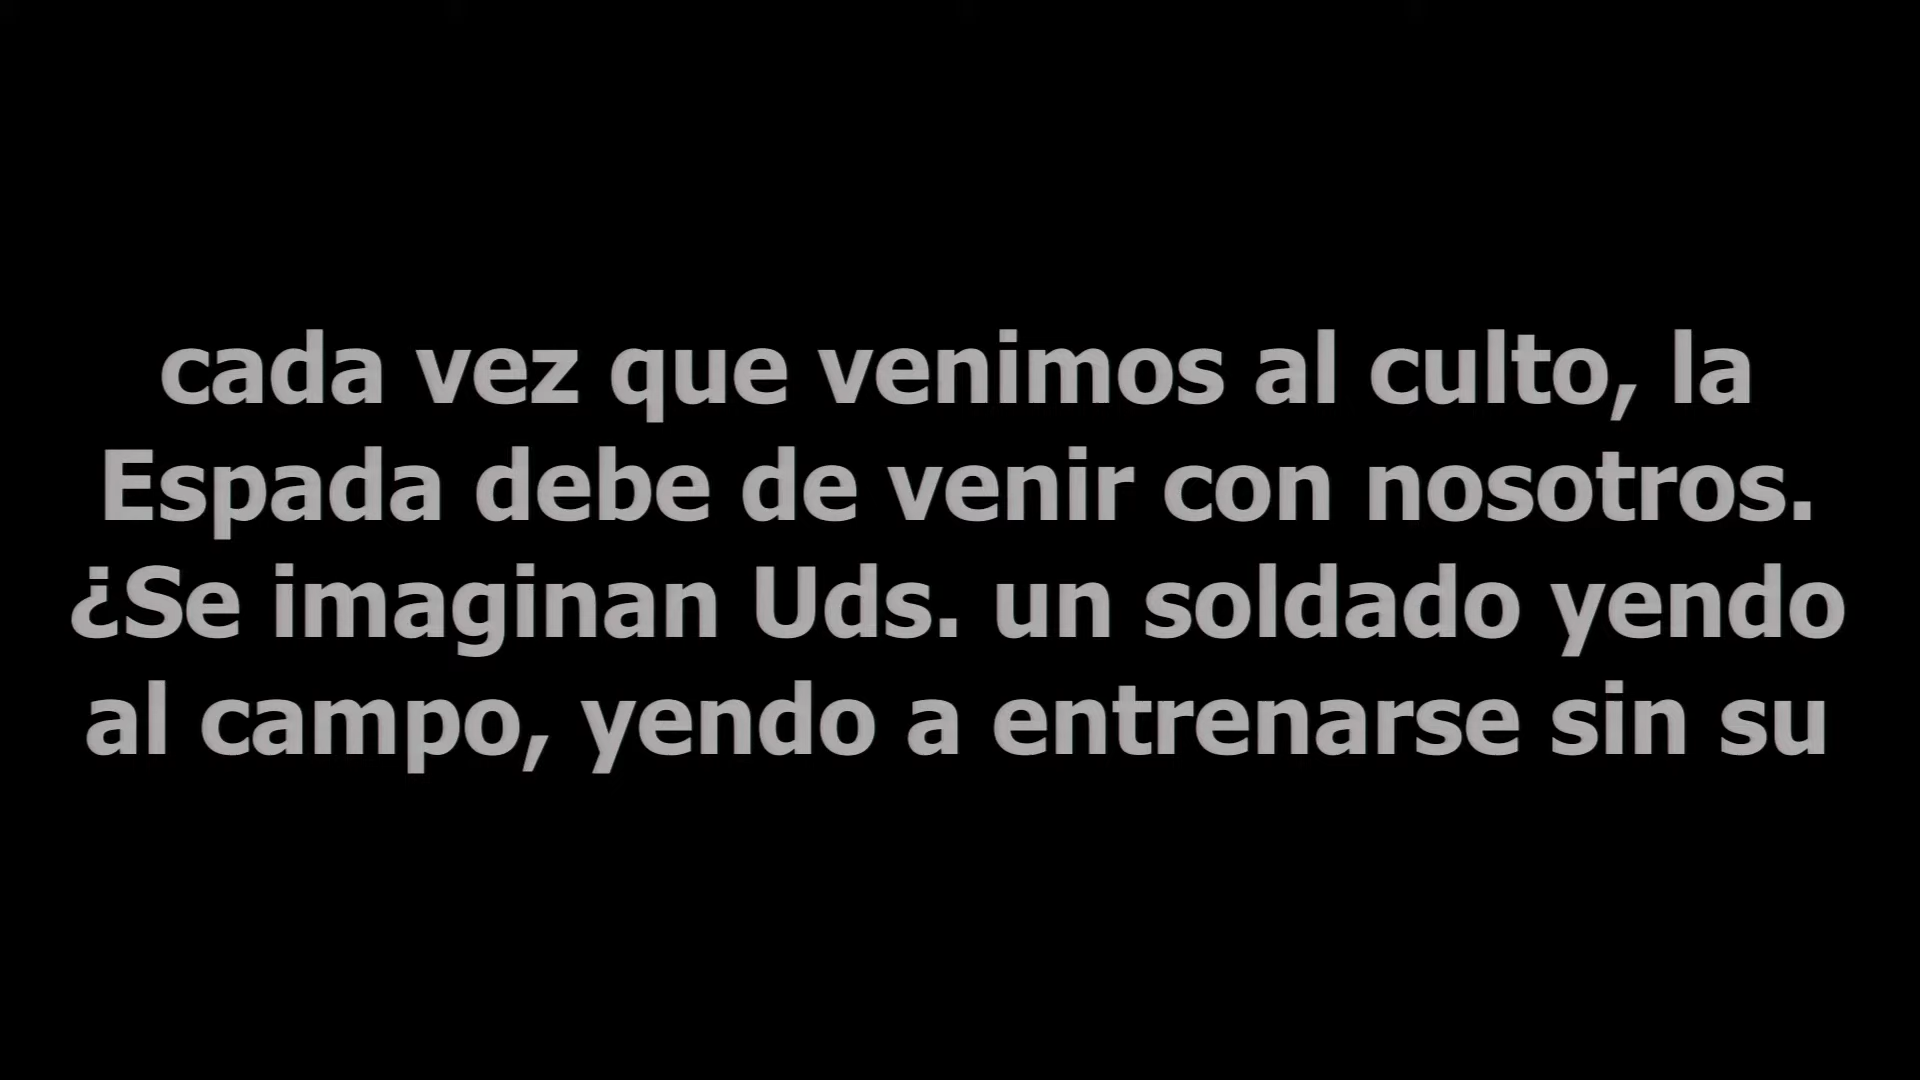 cada vez que venimos al culto, la
Espada debe de venir con nosotros.
¿Se imaginan Uds. un soldado yendo
al campo, yendo a entrenarse sin su